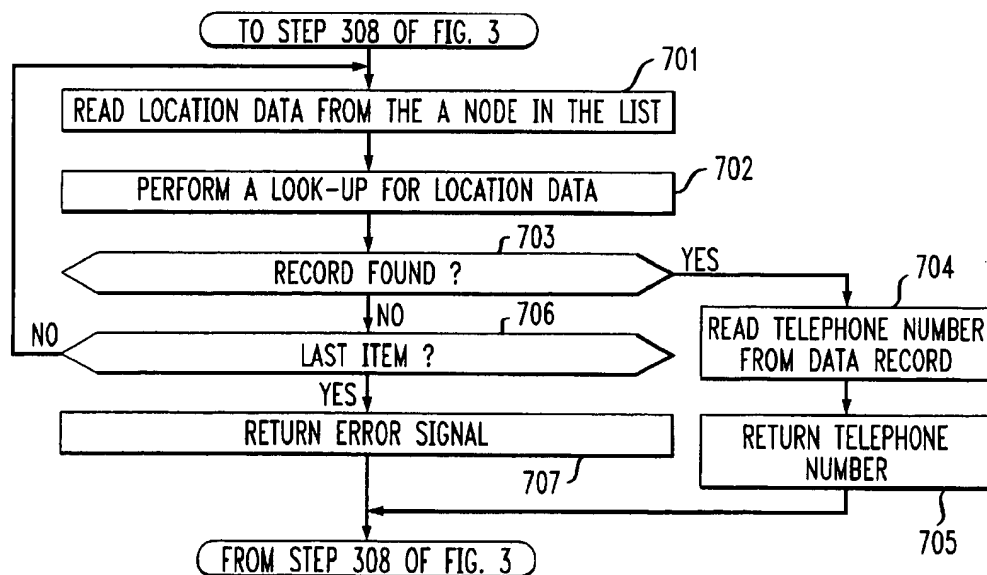 TO STEP 308 OF FIG. 3
701
READ LOCATION DATA FROM THE A NODE IN THE LIST
PERFORM A LOOK-UP FOR LOCATION DATA
702
703
RECORD FOUND ?
YES
704
READ TELEPHONE NUMBER
FROM DATA RECORD
NO
706
NO
LAST ITEM ?
YES
RETURN ERROR SIGNAL
707
RETURN TELEPHONE
NUMBER
705
FROM STEP 308 OF FIG. 3